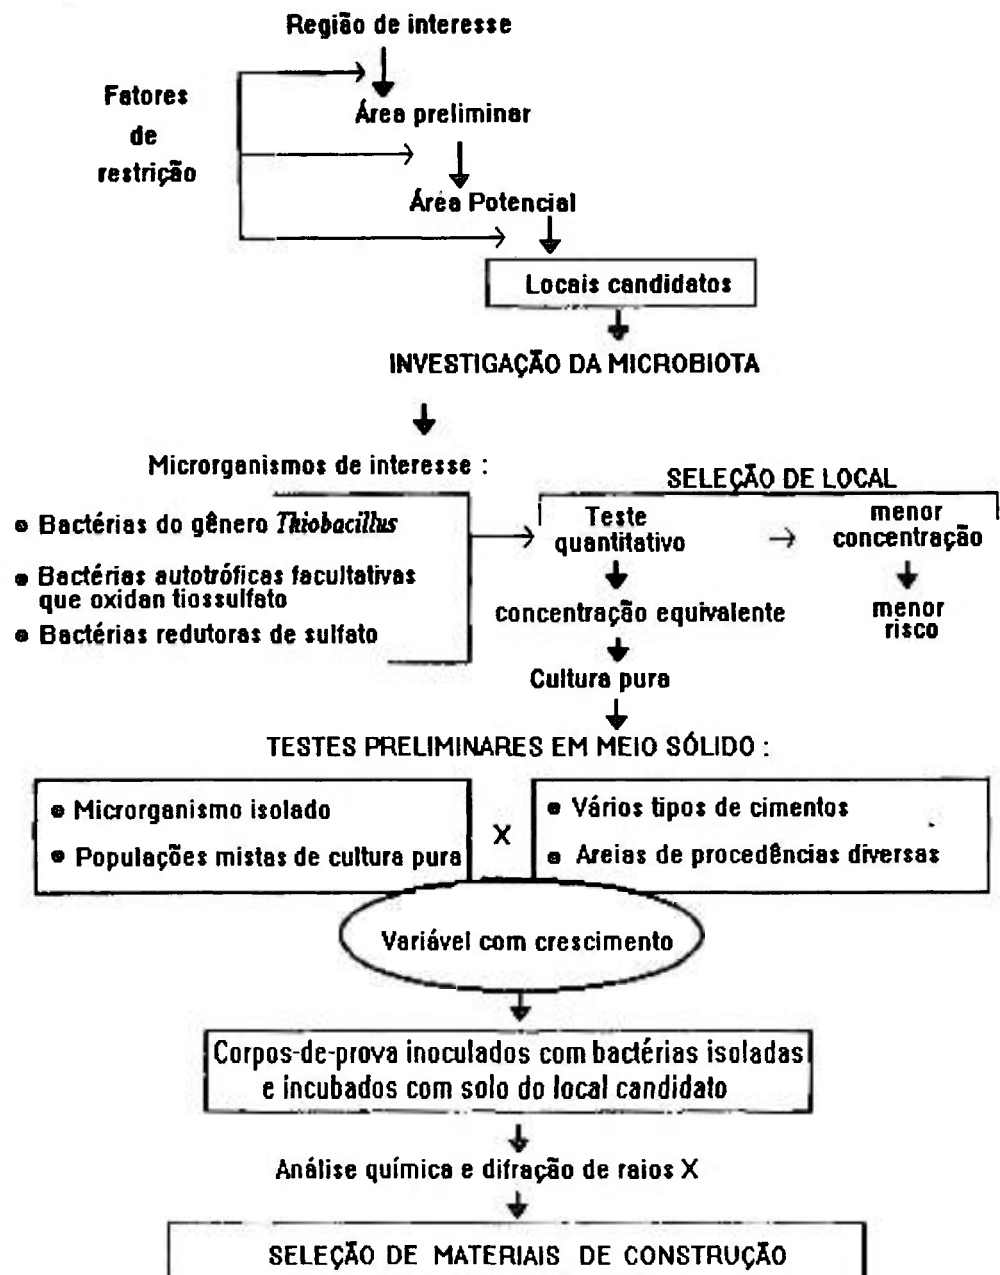 Região de interesse
Fatores
de
restrição
Área preliminar
Área Potencial
Locais candidatos
INVESTIGAÇÃO DA MICROBIOTA
Microrganismos de interesse :
• Bactérias do gênero Thiobacillus
• Bactérias autotróficas facultativas
que oxidan tiossulfato
• Bactérias redutoras de sulfato
SELEÇÃO DE LOCAL
Teste
quantitativo
menor
concentração
concentração equivalente
menor
risco
Cultura pura
TESTES PRELIMINARES EM MEIO SÓLIDO :
• Microrganismo isolado
• Populações mistas de cultura pura
X
• Vários tipos de cimentos
• Areias de procedências diversas
Variável com crescimento
Corpos-de-prova inoculados com bactérias isoladas
e incubados com solo do local candidato
Análise química e difração de raios X
SELEÇÃO DE MATERIAIS DE CONSTRUÇÃO